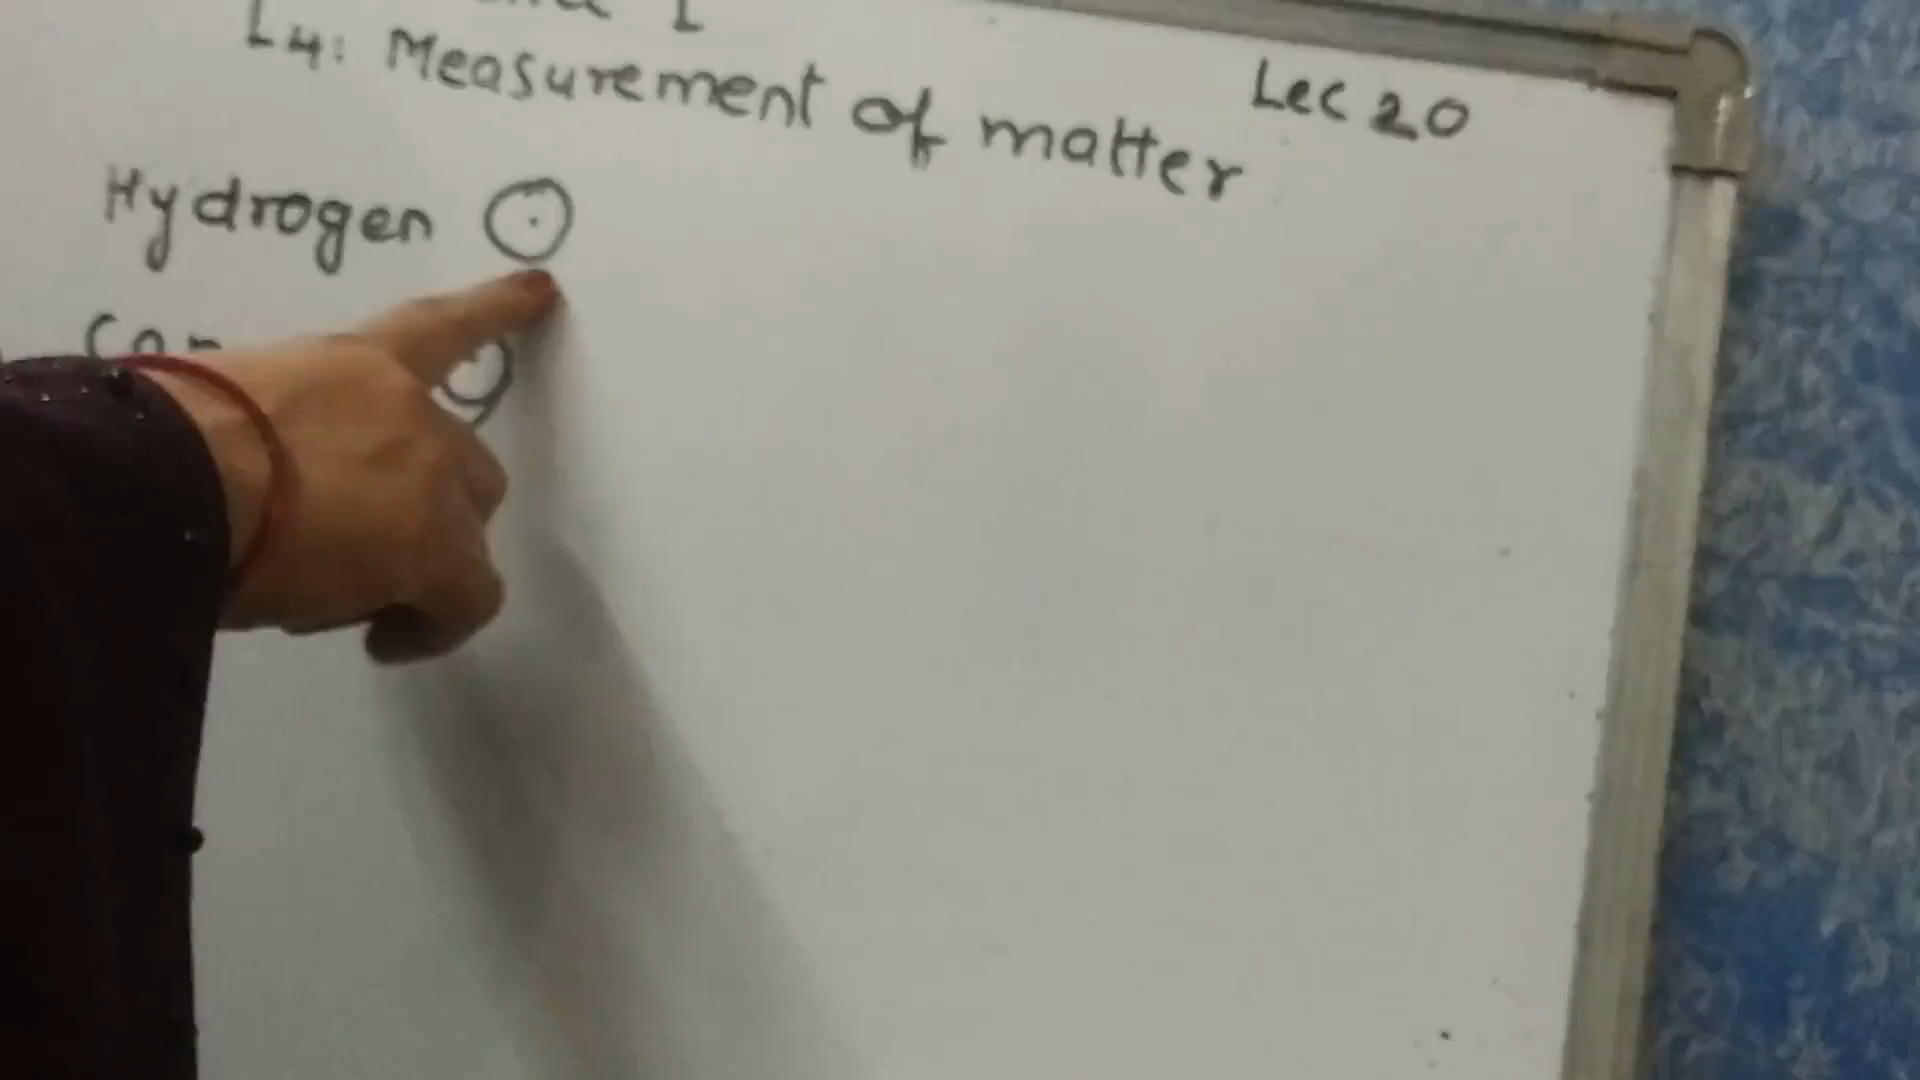 L4: Measurement of matter
Lec 20
Hydrogen